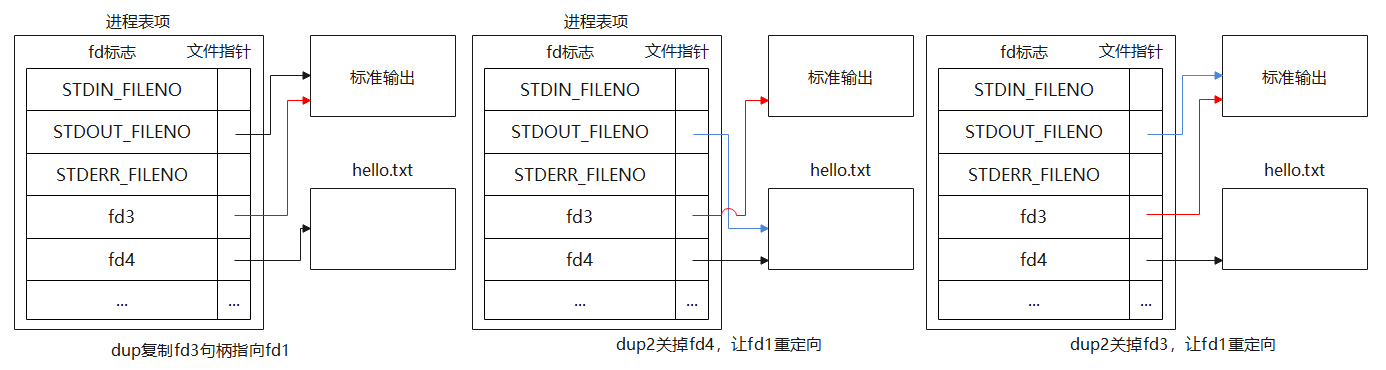 进程表项
fd标志 文件指针
STDIN_FILENO
STDOUT_FILENO
STDERR_FILENO
fd3
fd4
... ...
标准输出
hello.txt
dup复制fd3句柄指向fd1
进程表项
fd标志 文件指针
STDIN_FILENO
STDOUT_FILENO
STDERR_FILENO
fd3
fd4
... ...
标准输出
hello.txt
dup2关掉fd4，让fd1重定向
fd标志 文件指针
STDIN_FILENO
STDOUT_FILENO
STDERR_FILENO
fd3
fd4
... ...
标准输出
hello.txt
dup2关掉fd3，让fd1重定向